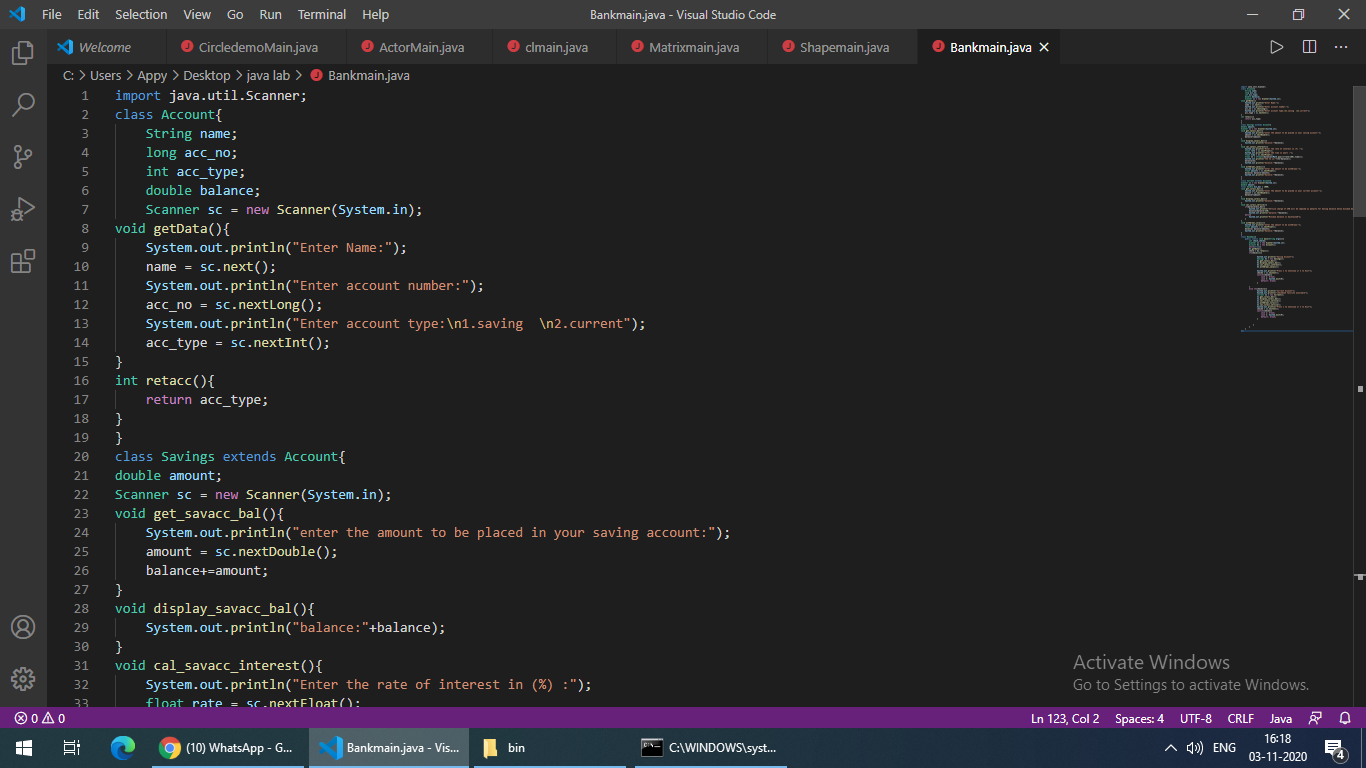 File Edit Selection View Go Run Terminal Help Bankmain.java - Visual Studio Code
Welcome CircledemoMain.java ActorMain.java clmain.java Matrixmain.java Shapemain.java Bankmain.java
C: > Users > Appy > Desktop > java lab > Bankmain.java
1 import java.util.Scanner;
2 class Account{
3 String name;
4 long acc_no;
5 int acc_type;
6 double balance;
7 Scanner sc = new Scanner(System.in);
8 void getData(){
9 System.out.println("Enter Name:");
10 name = sc.next();
11 System.out.println("Enter account number:");
12 acc_no = sc.nextLong();
13 System.out.println("Enter account type:\n1.saving  \n2.current");
14 acc_type = sc.nextInt();
15 }
16 int retacc(){
17 return acc_type;
18 }
19 }
20 class Savings extends Account{
21 double amount;
22 Scanner sc = new Scanner(System.in);
23 void get_savacc_bal(){
24 System.out.println("enter the amount to be placed in your saving account:");
25 amount = sc.nextDouble();
26 balance+=amount;
27 }
28 void display_savacc_bal(){
29 System.out.println("balance:"+balance);
30 }
31 void cal_savacc_interest(){
32 System.out.println("Enter the rate of interest in (%) :");
33 float rate = sc.nextFloat();
Activate Windows
Go to Settings to activate Windows.
0 0 Ln 123, Col 2 Spaces: 4 UTF-8 CRLF Java
(10) WhatsApp - G... Bankmain.java - Vis... bin C:\WINDOWS\syst... ENG 16:18
03-11-2020 4